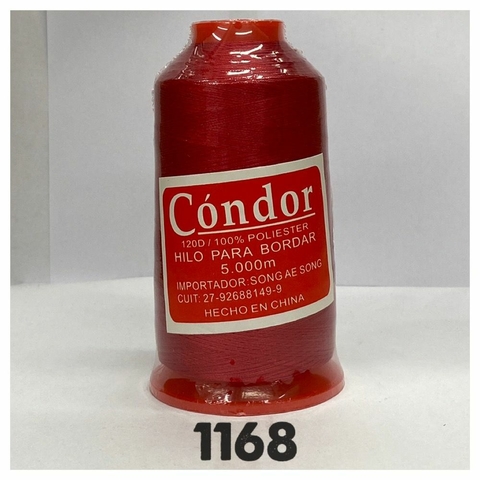 Cóndor
120D / 100% POLIESTER
HILO PARA BORDAR
5.000m
IMPORTADOR:SONG AE SONG
CUIT: 27-92688149-9
HECHO EN CHINA
1168